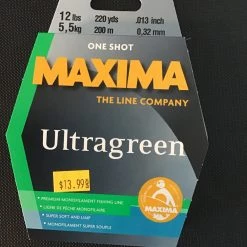 12 lbs 220 yds .013 inch
5,5kg 200 m 0,32 mm
ONE SHOT
MAXIMA
THE LINE COMPANY
Ultragreen
$13.99
PREMIUM MONOFILAMENT FISHING LINE
LIGNE DE PÊCHE MONOFILAMENT
SUPER SOFT AND LIMP
MONOFILAMENT SUPER SOUPLE
MAXIMA